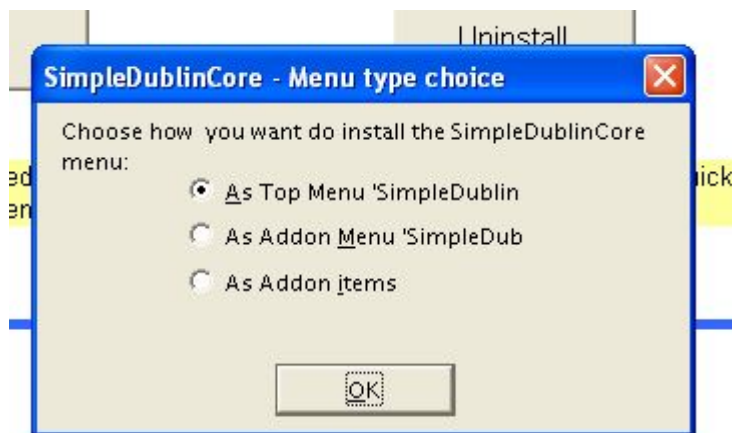 Uninstall
SimpleDublinCore - Menu type choice
Choose how you want do install the SimpleDublinCore
menu:
As Top Menu 'SimpleDublin
As Addon Menu 'SimpleDub
As Addon items
OK